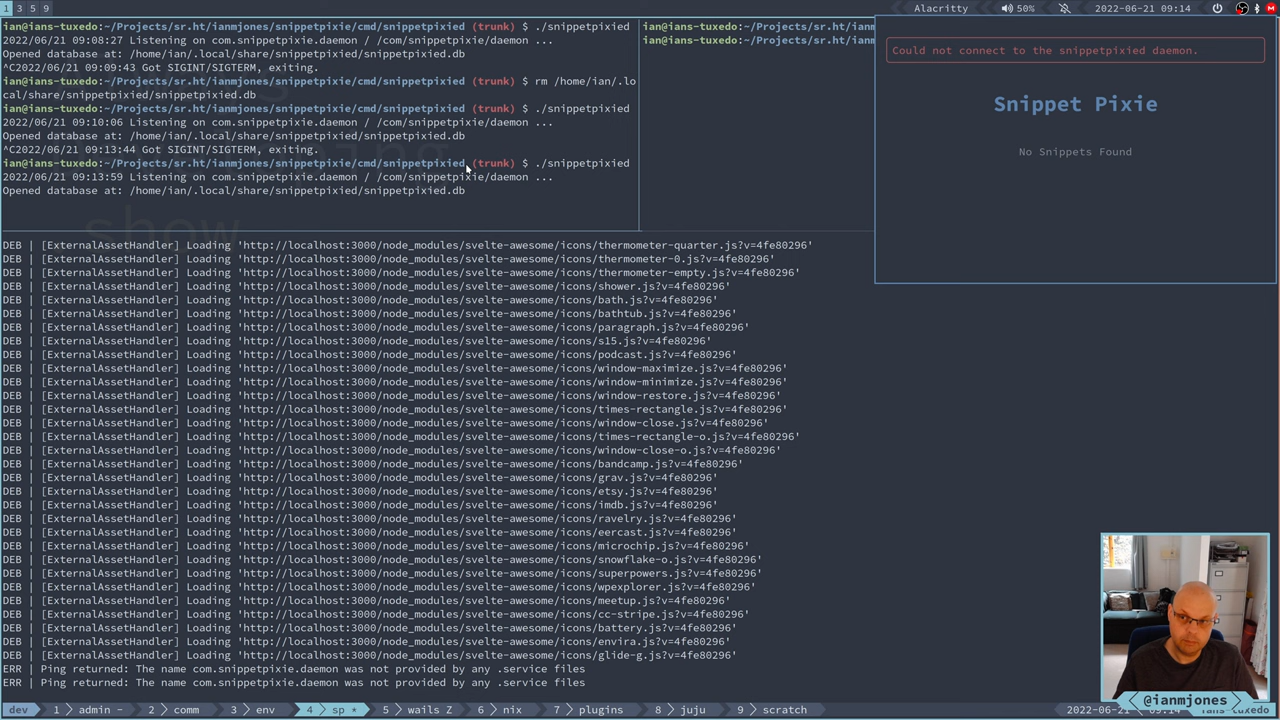 1 3 5 9
Alacritty 50% 2022-06-21 09:14
ian@ians-tuxedo:~/Projects/sr.ht/ianmjones/snippetpixie/cmd/snippetpixied (trunk) $ ./snippetpixied
2022/06/21 09:08:27 Listening on com.snippetpixie.daemon / /com/snippetpixie/daemon ...
Opened database at: /home/ian/.local/share/snippetpixied/snippetpixied.db
^C2022/06/21 09:09:43 Got SIGINT/SIGTERM, exiting.
ian@ians-tuxedo:~/Projects/sr.ht/ianmjones/snippetpixie/cmd/snippetpixied (trunk) $ rm /home/ian/.lo
cal/share/snippetpixied/snippetpixied.db
ian@ians-tuxedo:~/Projects/sr.ht/ianmjones/snippetpixie/cmd/snippetpixied (trunk) $ ./snippetpixied
2022/06/21 09:10:06 Listening on com.snippetpixie.daemon / /com/snippetpixie/daemon ...
Opened database at: /home/ian/.local/share/snippetpixied/snippetpixied.db
^C2022/06/21 09:13:44 Got SIGINT/SIGTERM, exiting.
ian@ians-tuxedo:~/Projects/sr.ht/ianmjones/snippetpixie/cmd/snippetpixied (trunk) $ ./snippetpixied
2022/06/21 09:13:59 Listening on com.snippetpixie.daemon / /com/snippetpixie/daemon ...
Opened database at: /home/ian/.local/share/snippetpixied/snippetpixied.db
show
ian@ians-tuxedo:~/Projects/sr.ht/ianm
ian@ians-tuxedo:~/Projects/sr.ht/ianm
Could not connect to the snippetpixied daemon.
Snippet Pixie
No Snippets Found
DEB | [ExternalAssetHandler] Loading 'http://localhost:3000/node_modules/svelte-awesome/icons/thermometer-quarter.js?v=4fe80296'
DEB | [ExternalAssetHandler] Loading 'http://localhost:3000/node_modules/svelte-awesome/icons/thermometer-0.js?v=4fe80296'
DEB | [ExternalAssetHandler] Loading 'http://localhost:3000/node_modules/svelte-awesome/icons/thermometer-empty.js?v=4fe80296'
DEB | [ExternalAssetHandler] Loading 'http://localhost:3000/node_modules/svelte-awesome/icons/shower.js?v=4fe80296'
DEB | [ExternalAssetHandler] Loading 'http://localhost:3000/node_modules/svelte-awesome/icons/bath.js?v=4fe80296'
DEB | [ExternalAssetHandler] Loading 'http://localhost:3000/node_modules/svelte-awesome/icons/bathtub.js?v=4fe80296'
DEB | [ExternalAssetHandler] Loading 'http://localhost:3000/node_modules/svelte-awesome/icons/paragraph.js?v=4fe80296'
DEB | [ExternalAssetHandler] Loading 'http://localhost:3000/node_modules/svelte-awesome/icons/s15.js?v=4fe80296'
DEB | [ExternalAssetHandler] Loading 'http://localhost:3000/node_modules/svelte-awesome/icons/podcast.js?v=4fe80296'
DEB | [ExternalAssetHandler] Loading 'http://localhost:3000/node_modules/svelte-awesome/icons/window-maximize.js?v=4fe80296'
DEB | [ExternalAssetHandler] Loading 'http://localhost:3000/node_modules/svelte-awesome/icons/window-minimize.js?v=4fe80296'
DEB | [ExternalAssetHandler] Loading 'http://localhost:3000/node_modules/svelte-awesome/icons/window-restore.js?v=4fe80296'
DEB | [ExternalAssetHandler] Loading 'http://localhost:3000/node_modules/svelte-awesome/icons/times-rectangle.js?v=4fe80296'
DEB | [ExternalAssetHandler] Loading 'http://localhost:3000/node_modules/svelte-awesome/icons/window-close.js?v=4fe80296'
DEB | [ExternalAssetHandler] Loading 'http://localhost:3000/node_modules/svelte-awesome/icons/times-rectangle-o.js?v=4fe80296'
DEB | [ExternalAssetHandler] Loading 'http://localhost:3000/node_modules/svelte-awesome/icons/window-close-o.js?v=4fe80296'
DEB | [ExternalAssetHandler] Loading 'http://localhost:3000/node_modules/svelte-awesome/icons/bandcamp.js?v=4fe80296'
DEB | [ExternalAssetHandler] Loading 'http://localhost:3000/node_modules/svelte-awesome/icons/grav.js?v=4fe80296'
DEB | [ExternalAssetHandler] Loading 'http://localhost:3000/node_modules/svelte-awesome/icons/etsy.js?v=4fe80296'
DEB | [ExternalAssetHandler] Loading 'http://localhost:3000/node_modules/svelte-awesome/icons/imdb.js?v=4fe80296'
DEB | [ExternalAssetHandler] Loading 'http://localhost:3000/node_modules/svelte-awesome/icons/ravelry.js?v=4fe80296'
DEB | [ExternalAssetHandler] Loading 'http://localhost:3000/node_modules/svelte-awesome/icons/eercast.js?v=4fe80296'
DEB | [ExternalAssetHandler] Loading 'http://localhost:3000/node_modules/svelte-awesome/icons/microchip.js?v=4fe80296'
DEB | [ExternalAssetHandler] Loading 'http://localhost:3000/node_modules/svelte-awesome/icons/snowflake-o.js?v=4fe80296'
DEB | [ExternalAssetHandler] Loading 'http://localhost:3000/node_modules/svelte-awesome/icons/superpowers.js?v=4fe80296'
DEB | [ExternalAssetHandler] Loading 'http://localhost:3000/node_modules/svelte-awesome/icons/wpexplorer.js?v=4fe80296'
DEB | [ExternalAssetHandler] Loading 'http://localhost:3000/node_modules/svelte-awesome/icons/meetup.js?v=4fe80296'
DEB | [ExternalAssetHandler] Loading 'http://localhost:3000/node_modules/svelte-awesome/icons/cc-stripe.js?v=4fe80296'
DEB | [ExternalAssetHandler] Loading 'http://localhost:3000/node_modules/svelte-awesome/icons/battery.js?v=4fe80296'
DEB | [ExternalAssetHandler] Loading 'http://localhost:3000/node_modules/svelte-awesome/icons/envira.js?v=4fe80296'
DEB | [ExternalAssetHandler] Loading 'http://localhost:3000/node_modules/svelte-awesome/icons/glide-g.js?v=4fe80296'
ERR | Ping returned: The name com.snippetpixie.daemon was not provided by any .service files
ERR | Ping returned: The name com.snippetpixie.daemon was not provided by any .service files
@ianmjones
dev 1 admin - 2 comm 3 env 4 sp * 5 wails Z 6 nix 7 plugins 8 juju 9 scratch 2022-06-21 09:14